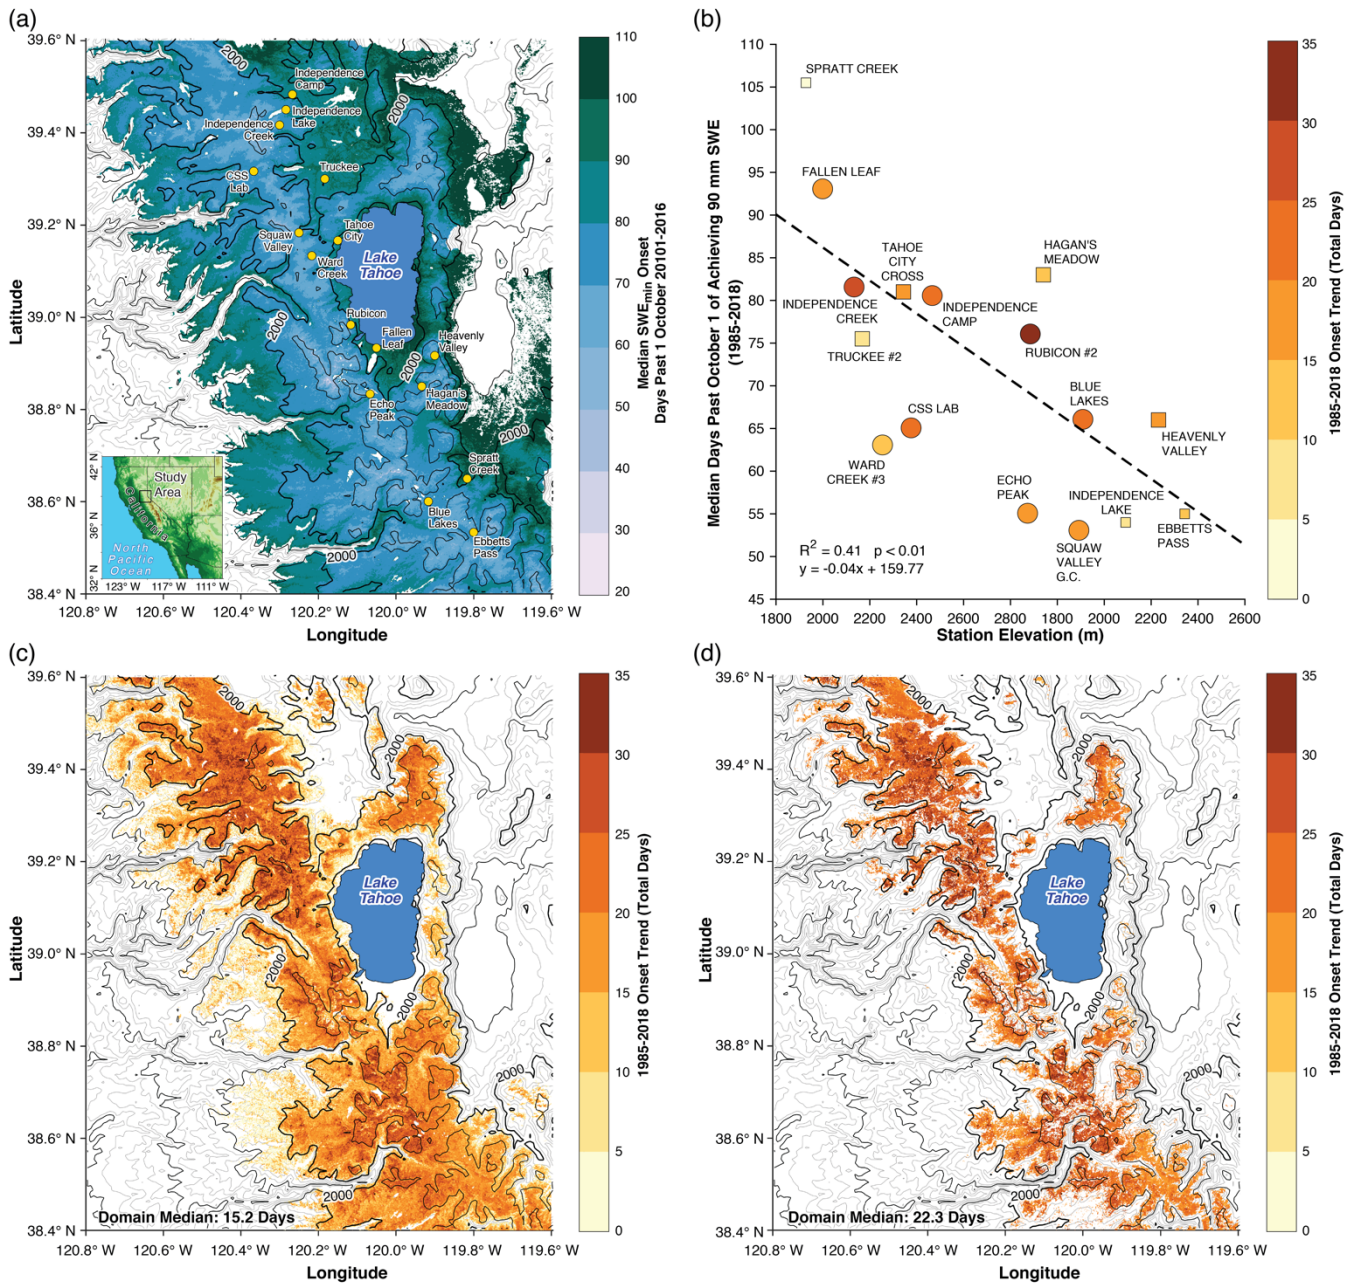 (a)
39.6° N
39.4° N
39.2° N
39.0° N
38.8° N
38.6° N
38.4° N
Latitude
120.8° W
120.6° W
120.4° W
120.2° W
120.0° W
119.8° W
119.6° W
Longitude
2000
2000
2000
2000
2000
2000
Independence
Camp
Independence
Lake
Independence
Creek
Truckee
CSS
Lab
Squaw
Valley
Tahoe
City
Ward
Creek
Lake
Tahoe
Rubicon
Fallen
Leaf
Heavenly
Valley
Echo
Peak
Hagan's
Meadow
Spratt
Creek
Blue
Lakes
Ebbetts
Pass
42° N
36° N
32° N
Study
Area
California
North
Pacific
Ocean
123° W
117° W
111° W
110
100
90
80
70
60
50
40
30
20
Median SWEmin Onset
Days Past 1 October 20101-2016
(b)
110
105
100
95
90
85
80
75
70
65
60
55
50
45
Median Days Past October 1 of Achieving 90 mm SWE
(1985-2018)
SPRATT CREEK
FALLEN LEAF
TAHOE
CITY
CROSS
HAGAN'S
MEADOW
INDEPENDENCE
CREEK
INDEPENDENCE
CAMP
TRUCKEE #2
RUBICON #2
BLUE
LAKES
CSS LAB
HEAVENLY
VALLEY
WARD
CREEK #3
ECHO
PEAK
INDEPENDENCE
LAKE
SQUAW
VALLEY
G.C.
EBBETTS
PASS
R2 = 0.41 p < 0.01
y = -0.04x + 159.77
1800
2000
2200
2400
2600
2800
2000
2200
2400
2600
Station Elevation (m)
35
30
25
20
15
10
5
0
1985-2018 Onset Trend (Total Days)
(c)
39.6° N
39.4° N
39.2° N
39.0° N
38.8° N
38.6° N
38.4° N
Latitude
2000
2000
2000
2000
2000
2000
Lake
Tahoe
Domain Median: 15.2 Days
120.8° W
120.6° W
120.4° W
120.2° W
120.0° W
119.8° W
119.6° W
Longitude
35
30
25
20
15
10
5
0
1985-2018 Onset Trend (Total Days)
(d)
39.6° N
39.4° N
39.2° N
39.0° N
38.8° N
38.6° N
38.4° N
Latitude
2000
2000
2000
2000
2000
2000
Lake
Tahoe
Domain Median: 22.3 Days
120.8° W
120.6° W
120.4° W
120.2° W
120.0° W
119.8° W
119.6° W
Longitude
35
30
25
20
15
10
5
0
1985-2018 Onset Trend (Total Days)